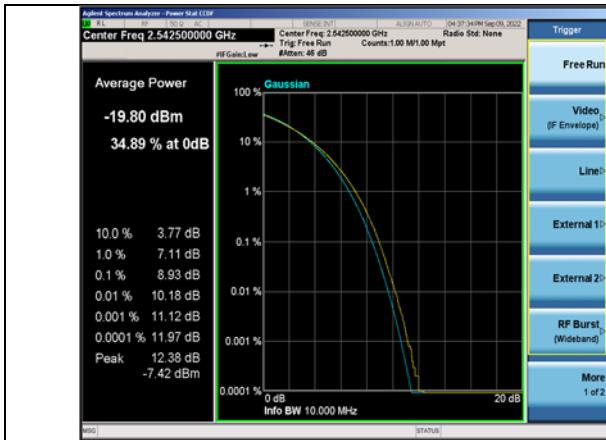 Agilent Spectrum Analyzer - Power Stat CCDF
RL RF 50 Ω AC SENSE:INT ALIGN AUTO 04:37:34 PM Sep 09, 2022
Center Freq 2.542500000 GHz
Center Freq: 2.542500000 GHz Radio Std: None
Trig: Free Run Counts:1.00 M/1.00 Mpt
#IFGain:Low #Atten: 46 dB
Average Power
-19.80 dBm
34.89 % at 0dB
10.0 % 3.77 dB
1.0 % 7.11 dB
0.1 % 8.93 dB
0.01 % 10.18 dB
0.001 % 11.12 dB
0.0001 % 11.97 dB
Peak 12.38 dB
-7.42 dBm
Gaussian
100 %
10 %
1 %
0.1 %
0.01 %
0.001 %
0.0001 %
0 dB 20 dB
Info BW 10.000 MHz
Trigger
Free Run
Video
(IF Envelope)
Line
External 1
External 2
RF Burst
(Wideband)
More
1 of 2
MSG STATUS